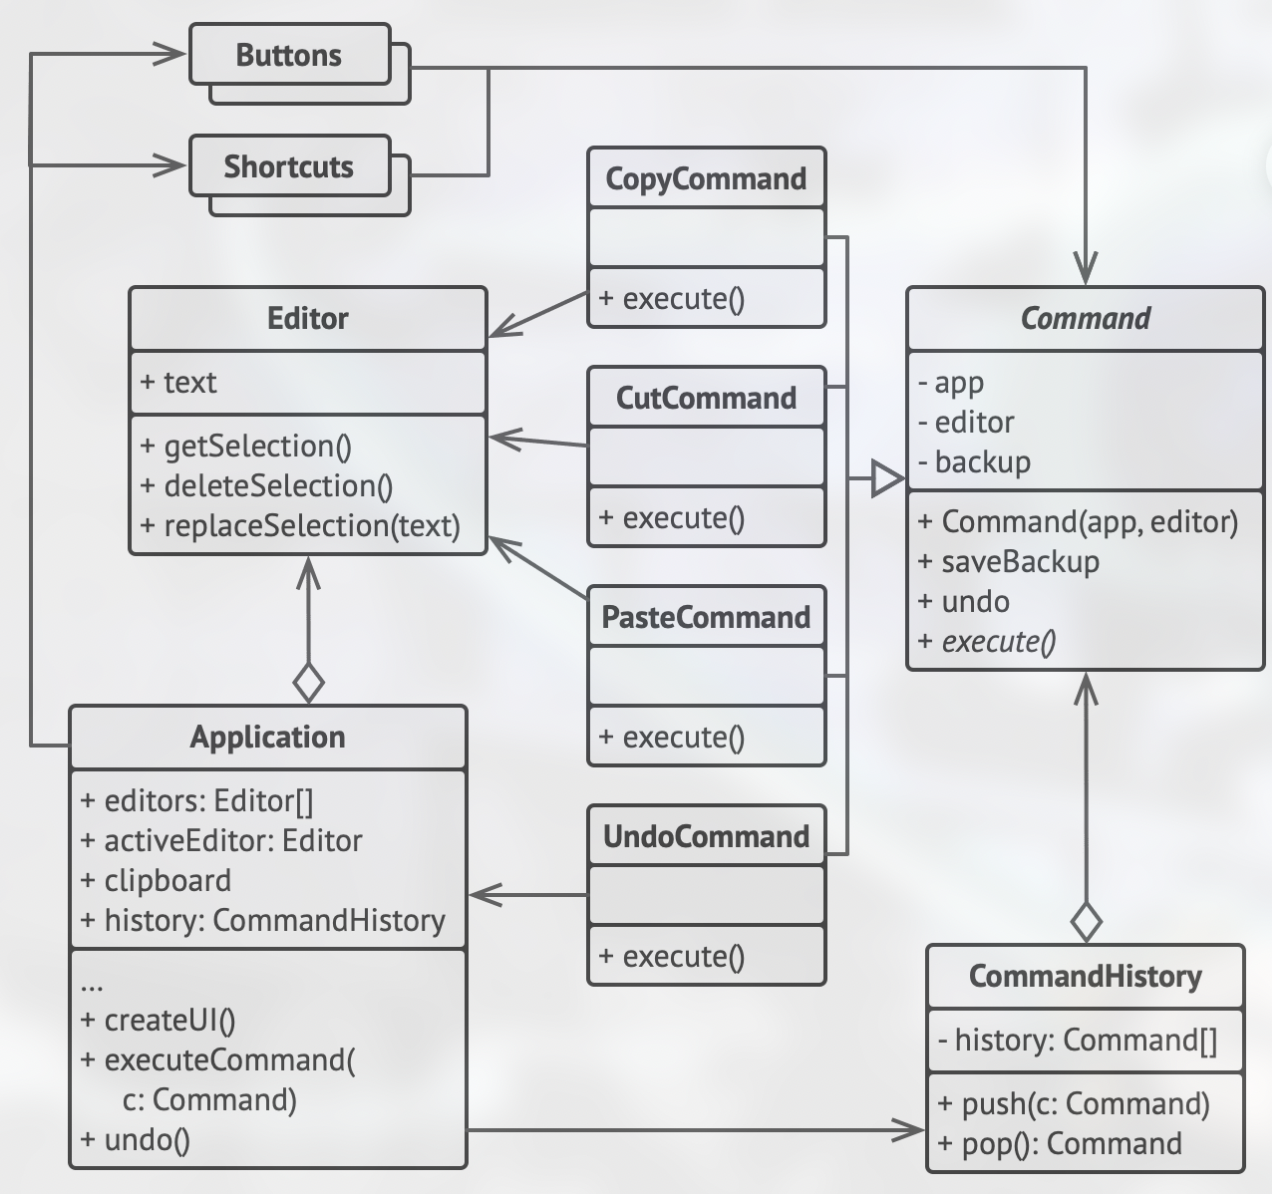 Buttons
Shortcuts
CopyCommand
+ execute()
Editor
+ text
+ getSelection()
+ deleteSelection()
+ replaceSelection(text)
CutCommand
+ execute()
Command
- app
- editor
- backup
+ Command(app, editor)
+ saveBackup
+ undo
+ execute()
PasteCommand
+ execute()
Application
+ editors: Editor[]
+ activeEditor: Editor
+ clipboard
+ history: CommandHistory
...
+ createUI()
+ executeCommand(
c: Command)
+ undo()
UndoCommand
+ execute()
CommandHistory
- history: Command[]
+ push(c: Command)
+ pop(): Command